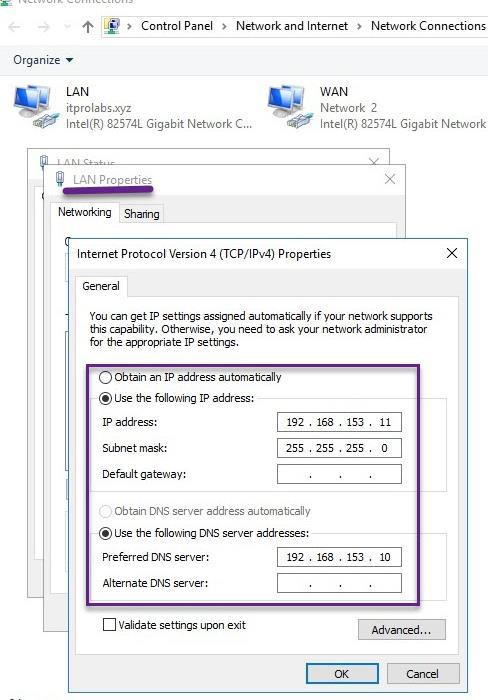 Network Connections
Control Panel > Network and Internet > Network Connections
Organize
LAN
itprolabs.xyz
Intel(R) 82574L Gigabit Network C...
WAN
Network 2
Intel(R) 82574L Gigabit Network
LAN Status
LAN Properties
Networking
Sharing
Internet Protocol Version 4 (TCP/IPv4) Properties
General
You can get IP settings assigned automatically if your network supports
this capability. Otherwise, you need to ask your network administrator
for the appropriate IP settings.
Obtain an IP address automatically
Use the following IP address:
IP address: 192 . 168 . 153 . 11
Subnet mask: 255 . 255 . 255 . 0
Default gateway: . . .
Obtain DNS server address automatically
Use the following DNS server addresses:
Preferred DNS server: 192 . 168 . 153 . 10
Alternate DNS server: . . .
Validate settings upon exit
Advanced...
OK
Cancel